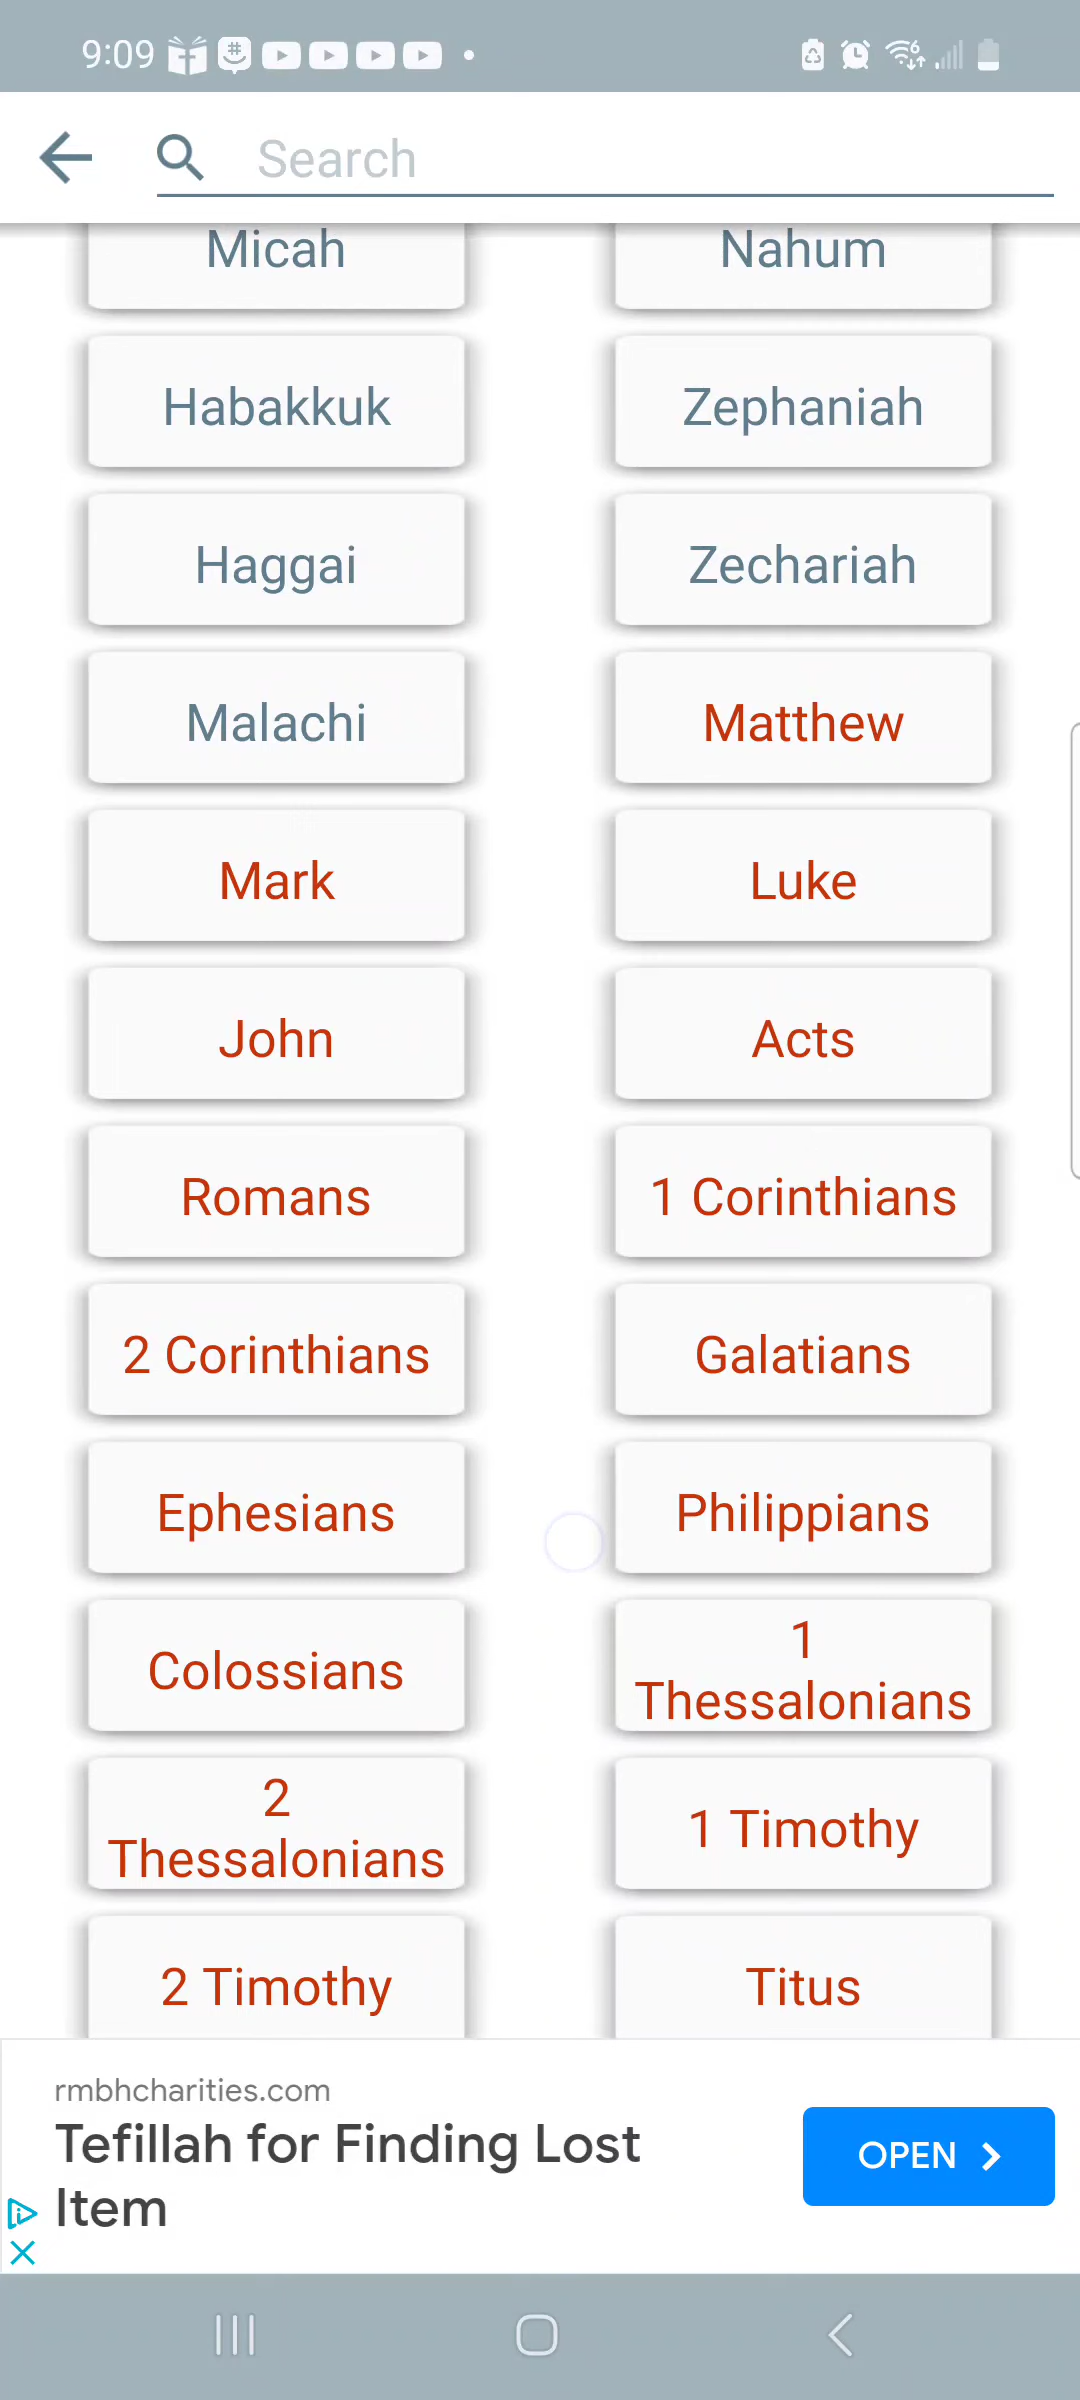 9:09
Search
Micah
Nahum
Habakkuk
Zephaniah
Haggai
Zechariah
Malachi
Matthew
Mark
Luke
John
Acts
Romans
1 Corinthians
2 Corinthians
Galatians
Ephesians
Philippians
Colossians
1
Thessalonians
2
Thessalonians
1 Timothy
2 Timothy
Titus
rmbhcharities.com
Tefillah for Finding Lost
Item
OPEN